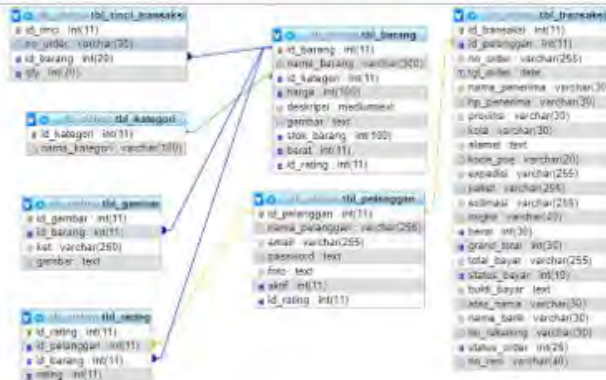 tbl_rinci_transaksi
id_rinci int(11)
no_order varchar(30)
id_barang int(20)
qty int(20)
tbl_kategori
id_kategori int(11)
nama_kategori varchar(100)
tbl_gambar
id_gambar int(11)
id_barang int(11)
ket varchar(250)
gambar text
tbl_rating
id_rating int(11)
id_pelanggan int(11)
id_barang int(11)
rating int(11)
tbl_barang
id_barang int(11)
nama_barang varchar(300)
id_kategori int(11)
harga int(100)
deskripsi mediumtext
gambar text
stok_barang int(100)
berat int(11)
id_rating int(11)
tbl_pelanggan
id_pelanggan int(11)
nama_pelanggan varchar(255)
email varchar(255)
password text
foto text
aktif int(11)
id_rating int(11)
tbl_transaksi
id_transaksi int(11)
id_pelanggan int(11)
no_order varchar(255)
tgl_order date
nama_penerima varchar(30)
hp_penerima varchar(30)
provinsi varchar(30)
kota varchar(30)
alamat text
kode_pos varchar(20)
expedisi varchar(255)
paket varchar(255)
estimasi varchar(255)
ongkir varchar(40)
berat int(30)
grand_total int(30)
total_bayar varchar(255)
status_bayar int(10)
bukti_bayar text
atas_nama varchar(30)
nama_bank varchar(30)
no_rekening varchar(30)
status_order int(25)
no_resi varchar(40)